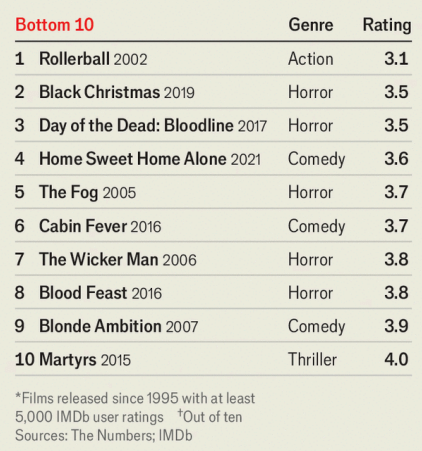 Bottom 10 Genre Rating
1 Rollerball 2002 Action 3.1
2 Black Christmas 2019 Horror 3.5
3 Day of the Dead: Bloodline 2017 Horror 3.5
4 Home Sweet Home Alone 2021 Comedy 3.6
5 The Fog 2005 Horror 3.7
6 Cabin Fever 2016 Comedy 3.7
7 The Wicker Man 2006 Horror 3.8
8 Blood Feast 2016 Horror 3.8
9 Blonde Ambition 2007 Comedy 3.9
10 Martyrs 2015 Thriller 4.0
*Films released since 1995 with at least
5,000 IMDb user ratings †Out of ten
Sources: The Numbers; IMDb